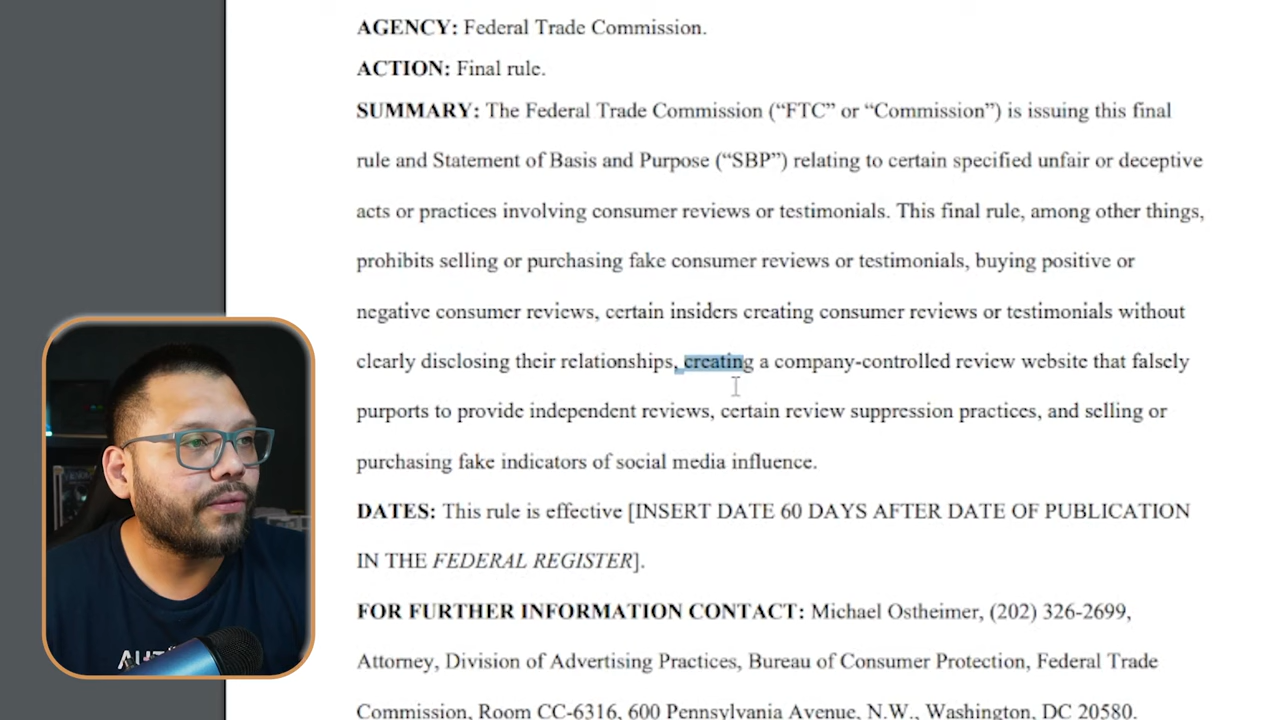 AGENCY: Federal Trade Commission.
ACTION: Final rule.
SUMMARY: The Federal Trade Commission (“FTC” or “Commission”) is issuing this final
rule and Statement of Basis and Purpose (“SBP”) relating to certain specified unfair or deceptive
acts or practices involving consumer reviews or testimonials. This final rule, among other things,
prohibits selling or purchasing fake consumer reviews or testimonials, buying positive or
negative consumer reviews, certain insiders creating consumer reviews or testimonials without
clearly disclosing their relationships, creating a company-controlled review website that falsely
purports to provide independent reviews, certain review suppression practices, and selling or
purchasing fake indicators of social media influence.
DATES: This rule is effective [INSERT DATE 60 DAYS AFTER DATE OF PUBLICATION
IN THE FEDERAL REGISTER].
FOR FURTHER INFORMATION CONTACT: Michael Ostheimer, (202) 326-2699,
Attorney, Division of Advertising Practices, Bureau of Consumer Protection, Federal Trade
Commission, Room CC-6316, 600 Pennsylvania Avenue, N.W., Washington, DC 20580.